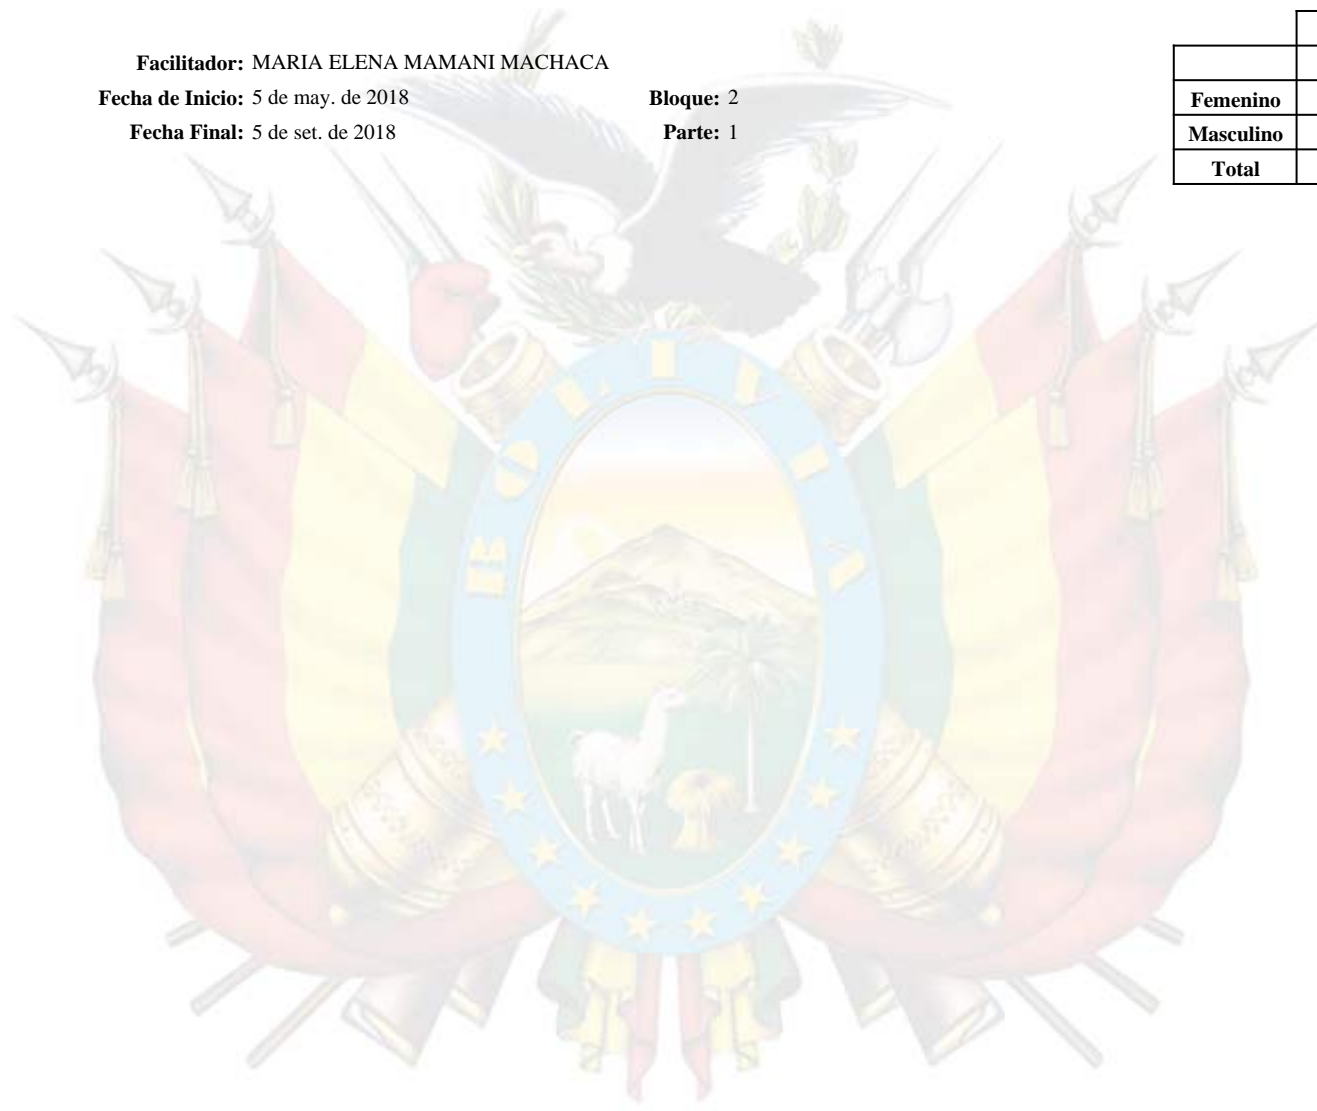 Facilitador: MARIA ELENA MAMANI MACHACA
Fecha de Inicio: 5 de may. de 2018 Bloque: 2
Fecha Final: 5 de set. de 2018 Parte: 1
Femenino
Masculino
Total
BOLIVIA